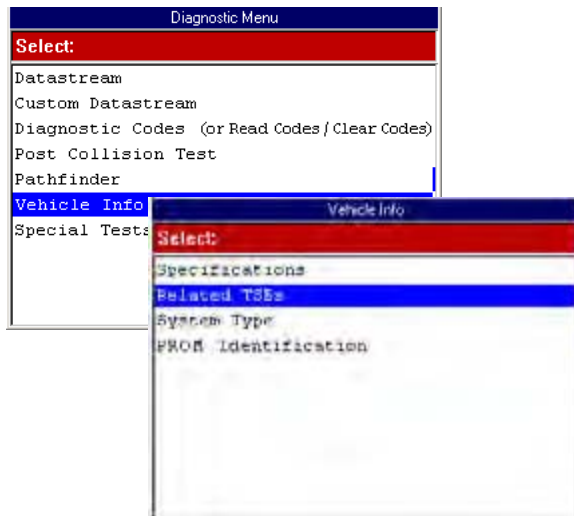 Diagnostic Menu
Select:
Datastream
Custom Datastream
Diagnostic Codes (or Read Codes / Clear Codes)
Post Collision Test
Pathfinder
Vehicle Info
Special Tests
Vehicle Info
Select:
Specifications
Related TSBs
System Type
PROM Identification